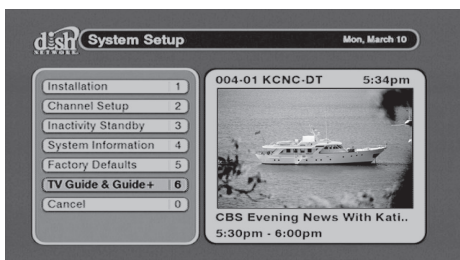 dish
NETWORK.
System Setup
Mon, March 10
Installation 1
Channel Setup 2
Inactivity Standby 3
System Information 4
Factory Defaults 5
TV Guide & Guide+ 6
Cancel 0
004-01 KCNC-DT 5:34pm
CBS Evening News With Kati..
5:30pm - 6:00pm